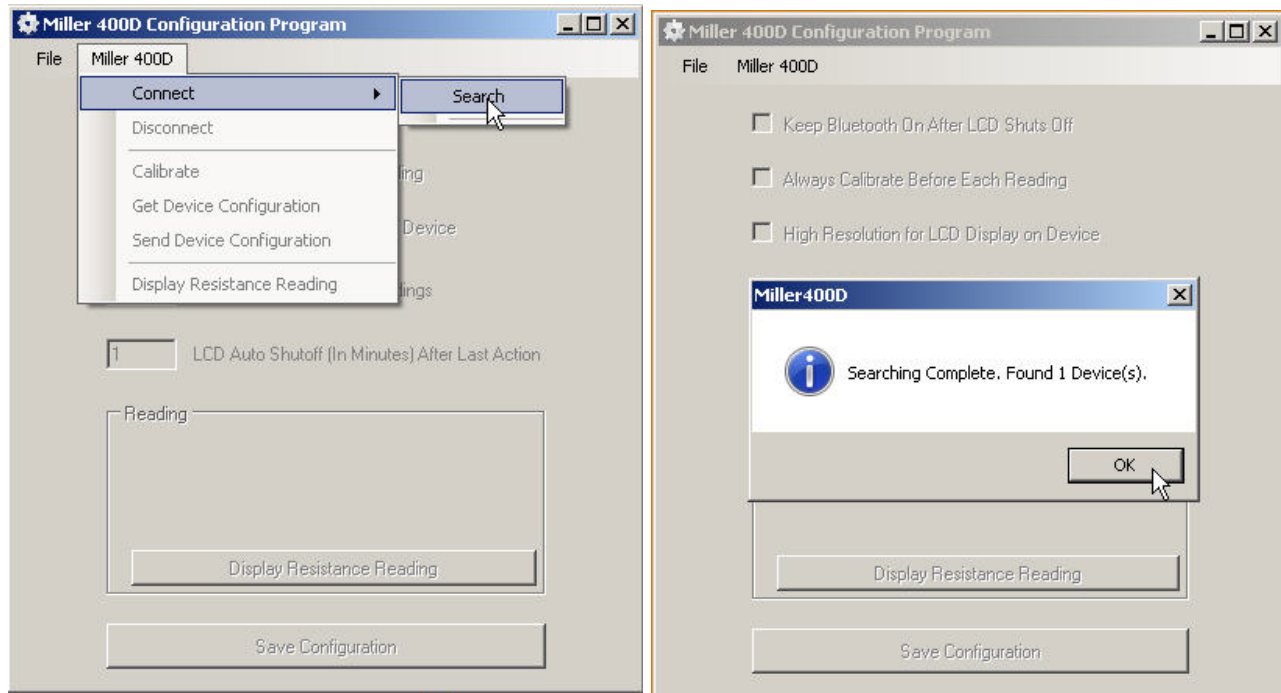 Miller 400D Configuration Program
File Miller 400D
Connect Search
Disconnect
Calibrate ing
Get Device Configuration
Device
Send Device Configuration
Display Resistance Reading ings
1 LCD Auto Shutoff (In Minutes) After Last Action
Reading
Display Resistance Reading
Save Configuration
Miller 400D Configuration Program
File Miller 400D
Keep Bluetooth On After LCD Shuts Off
Always Calibrate Before Each Reading
High Resolution for LCD Display on Device
Miller400D
Searching Complete. Found 1 Device(s).
OK
Display Resistance Reading
Save Configuration